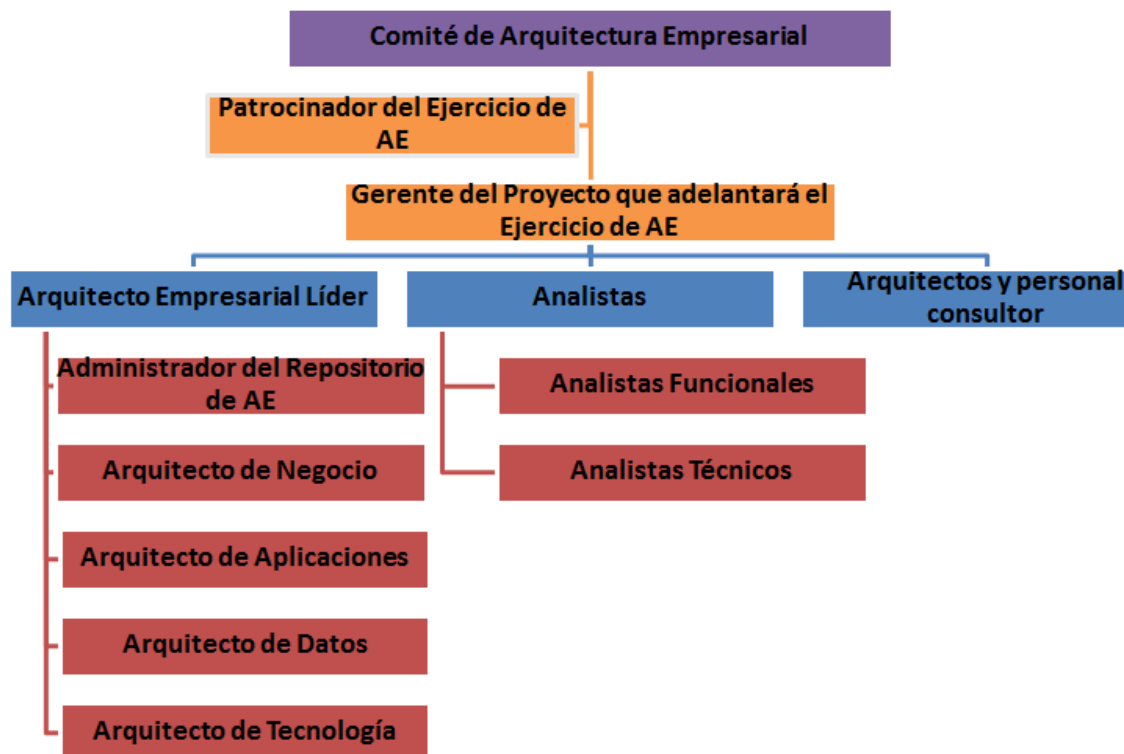 Comité de Arquitectura Empresarial
Patrocinador del Ejercicio de
AE
Gerente del Proyecto que adelantará el
Ejercicio de AE
Arquitecto Empresarial Líder
Analistas
Arquitectos y personal
consultor
Administrador del Repositorio
de AE
Arquitecto de Negocio
Arquitecto de Aplicaciones
Arquitecto de Datos
Arquitecto de Tecnología
Analistas Funcionales
Analistas Técnicos